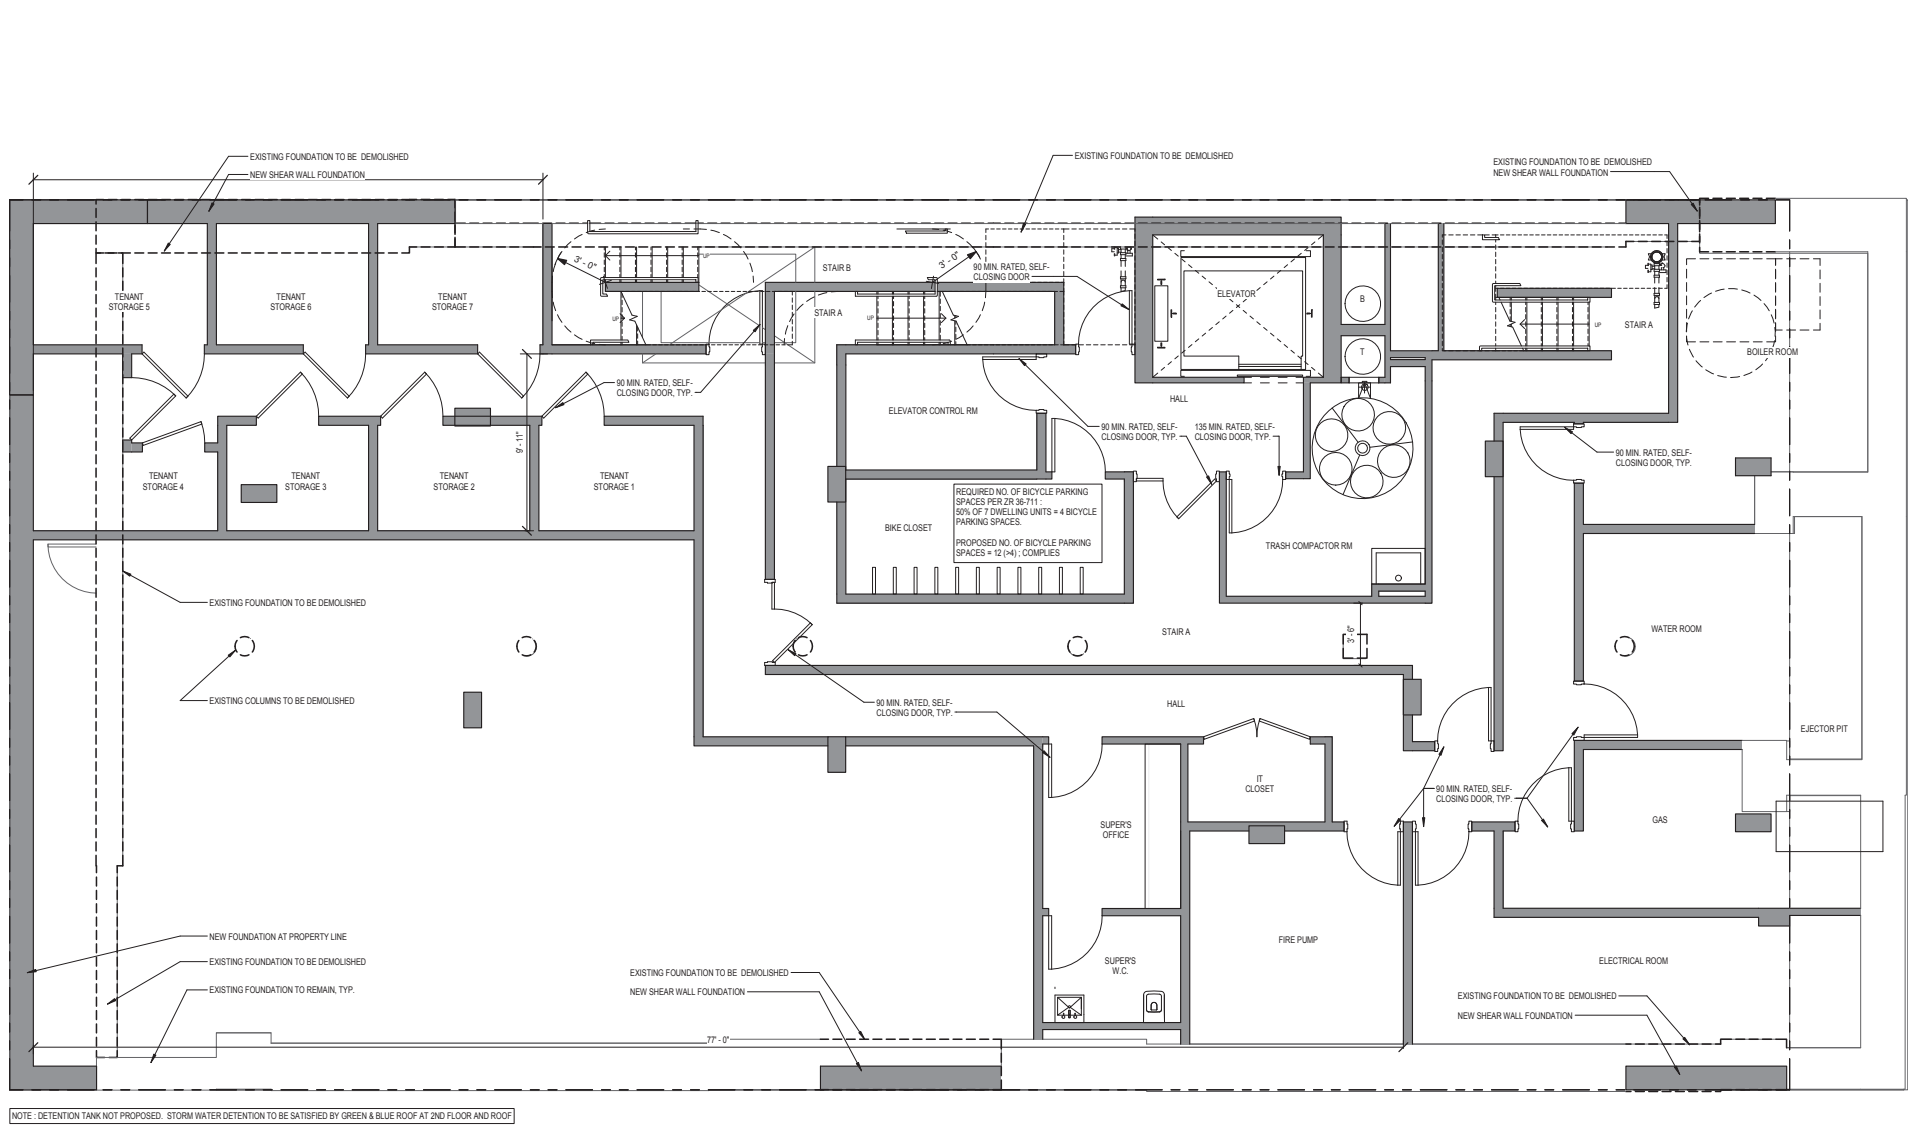 EXISTING FOUNDATION TO BE DEMOLISHED
NEW SHEAR WALL FOUNDATION
EXISTING FOUNDATION TO BE DEMOLISHED
EXISTING FOUNDATION TO BE DEMOLISHED
NEW SHEAR WALL FOUNDATION
TENANT
STORAGE 5
TENANT
STORAGE 6
TENANT
STORAGE 7
3' - 0"
UP
UP
STAIR B
STAIR A
UP
3' - 0"
90 MIN. RATED, SELF-
CLOSING DOOR
ELEVATOR
B
T
UP
STAIR A
BOILER ROOM
90 MIN. RATED, SELF-
CLOSING DOOR, TYP.
ELEVATOR CONTROL RM
HALL
90 MIN. RATED, SELF-
CLOSING DOOR, TYP.
135 MIN. RATED, SELF-
CLOSING DOOR, TYP.
90 MIN. RATED, SELF-
CLOSING DOOR, TYP.
9' - 11"
TENANT
STORAGE 4
TENANT
STORAGE 3
TENANT
STORAGE 2
TENANT
STORAGE 1
BIKE CLOSET
REQUIRED NO. OF BICYCLE PARKING
SPACES PER ZR 36-711 :
50% OF 7 DWELLING UNITS = 4 BICYCLE
PARKING SPACES.
PROPOSED NO. OF BICYCLE PARKING
SPACES = 12 (>4) ; COMPLIES
TRASH COMPACTOR RM
EXISTING FOUNDATION TO BE DEMOLISHED
STAIR A
3' - 6"
WATER ROOM
EXISTING COLUMNS TO BE DEMOLISHED
90 MIN. RATED, SELF-
CLOSING DOOR, TYP.
HALL
EJECTOR PIT
IT
CLOSET
90 MIN. RATED, SELF-
CLOSING DOOR, TYP.
SUPER'S
OFFICE
GAS
NEW FOUNDATION AT PROPERTY LINE
EXISTING FOUNDATION TO BE DEMOLISHED
EXISTING FOUNDATION TO REMAIN, TYP.
FIRE PUMP
SUPER'S
W.C.
ELECTRICAL ROOM
EXISTING FOUNDATION TO BE DEMOLISHED
NEW SHEAR WALL FOUNDATION
EXISTING FOUNDATION TO BE DEMOLISHED
NEW SHEAR WALL FOUNDATION
77' - 0"
NOTE : DETENTION TANK NOT PROPOSED. STORM WATER DETENTION TO BE SATISFIED BY GREEN & BLUE ROOF AT 2ND FLOOR AND ROOF